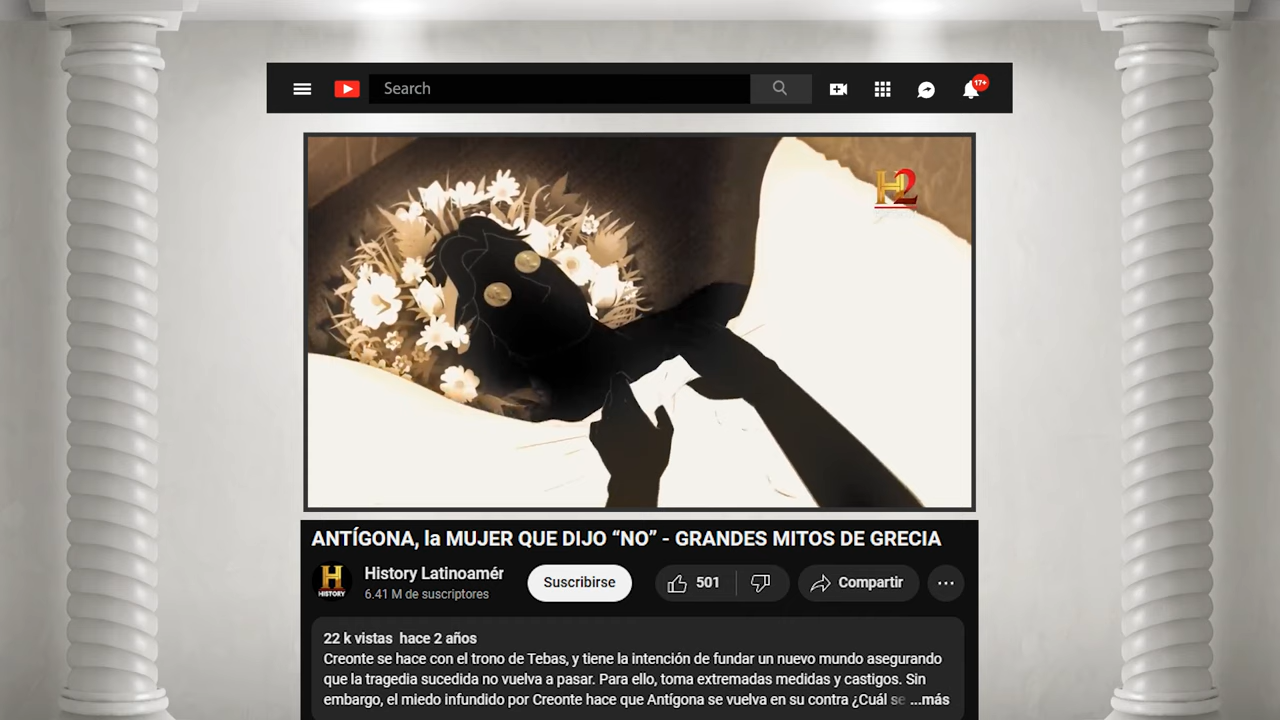 Search
17+
H2
ANTÍGONA, la MUJER QUE DIJO “NO” - GRANDES MITOS DE GRECIA
H
HISTORY
History Latinoamér
6.41 M de suscriptores
Suscribirse
501
Compartir
22 k vistas hace 2 años
Creonte se hace con el trono de Tebas, y tiene la intención de fundar un nuevo mundo asegurando
que la tragedia sucedida no vuelva a pasar. Para ello, toma extremadas medidas y castigos. Sin
embargo, el miedo infundido por Creonte hace que Antígona se vuelva en su contra ¿Cuál se ...más